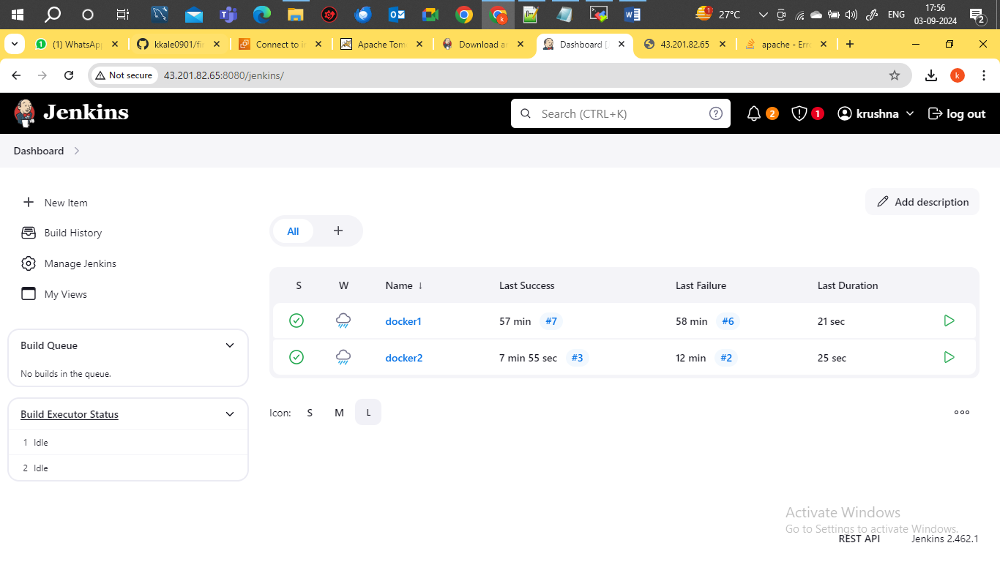 27°C
ENG
17:56
03-09-2024
2
1
(1) WhatsAp
kkale0901/fi
Connect to i
Apache Tom
Download a
Dashboard [
43.201.82.65
apache - Err
Not secure
43.201.82.65:8080/jenkins/
k
Jenkins
Search (CTRL+K)
2
1
krushna
log out
Dashboard
New Item
Build History
Manage Jenkins
My Views
Add description
All
+
S W Name ↓ Last Success Last Failure Last Duration
docker1 57 min #7 58 min #6 21 sec
docker2 7 min 55 sec #3 12 min #2 25 sec
Build Queue
No builds in the queue.
Icon: S M L
Build Executor Status
1 Idle
2 Idle
Activate Windows
Go to Settings to activate Windows.
REST API
Jenkins 2.462.1